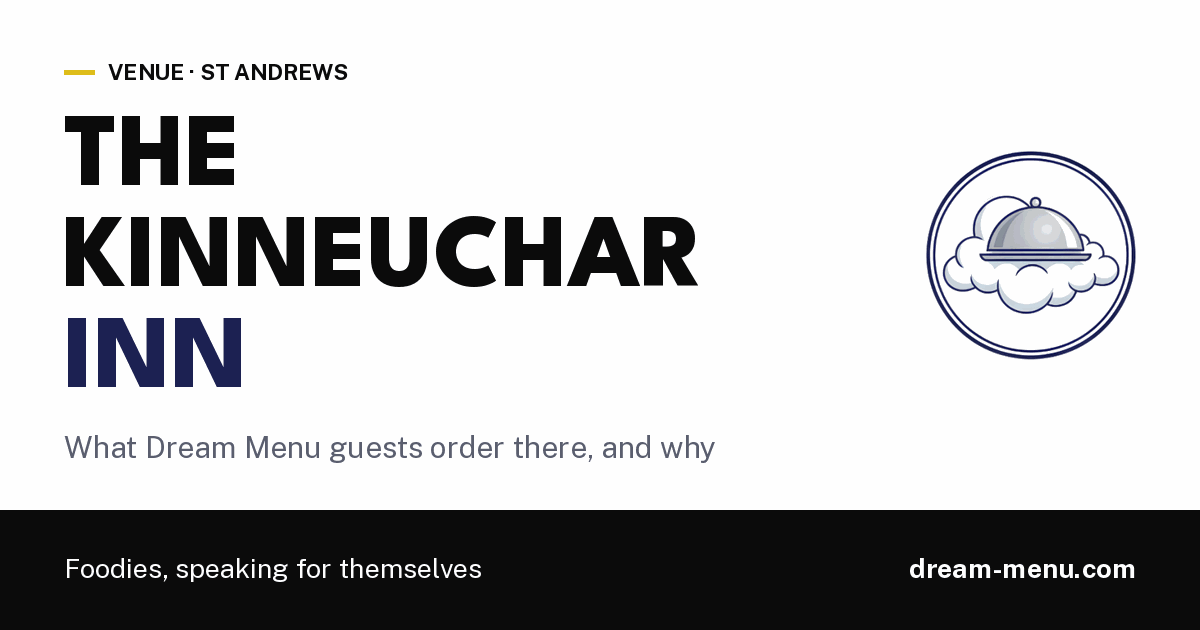 VENUE · ST ANDREWS
THE
KINNEUCHAR
INN
What Dream Menu guests order there, and why
Foodies, speaking for themselves
dream-menu.com